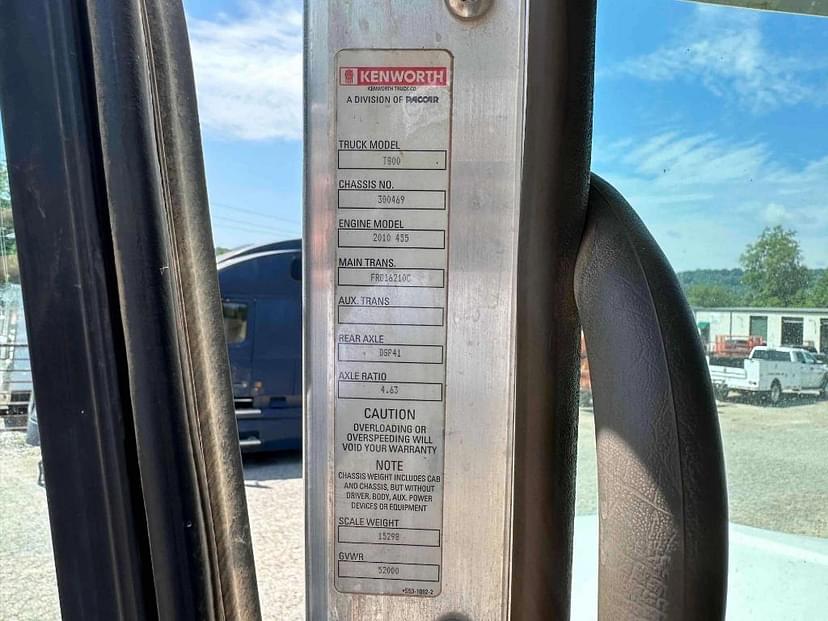 KENWORTH
KENWORTH TRUCK CO.
A DIVISION OF PACCAR
TRUCK MODEL
T800
CHASSIS NO.
300469
ENGINE MODEL
2010 455
MAIN TRANS.
FRO16210C
AUX. TRANS
REAR AXLE
DSP41
AXLE RATIO
4.63
CAUTION
OVERLOADING OR
OVERSPEEDING WILL
VOID YOUR WARRANTY
NOTE
CHASSIS WEIGHT INCLUDES CAB
AND CHASSIS, BUT WITHOUT
DRIVER, BODY, AUX. POWER
DEVICES OR EQUIPMENT
SCALE WEIGHT
15298
GVWR
52000